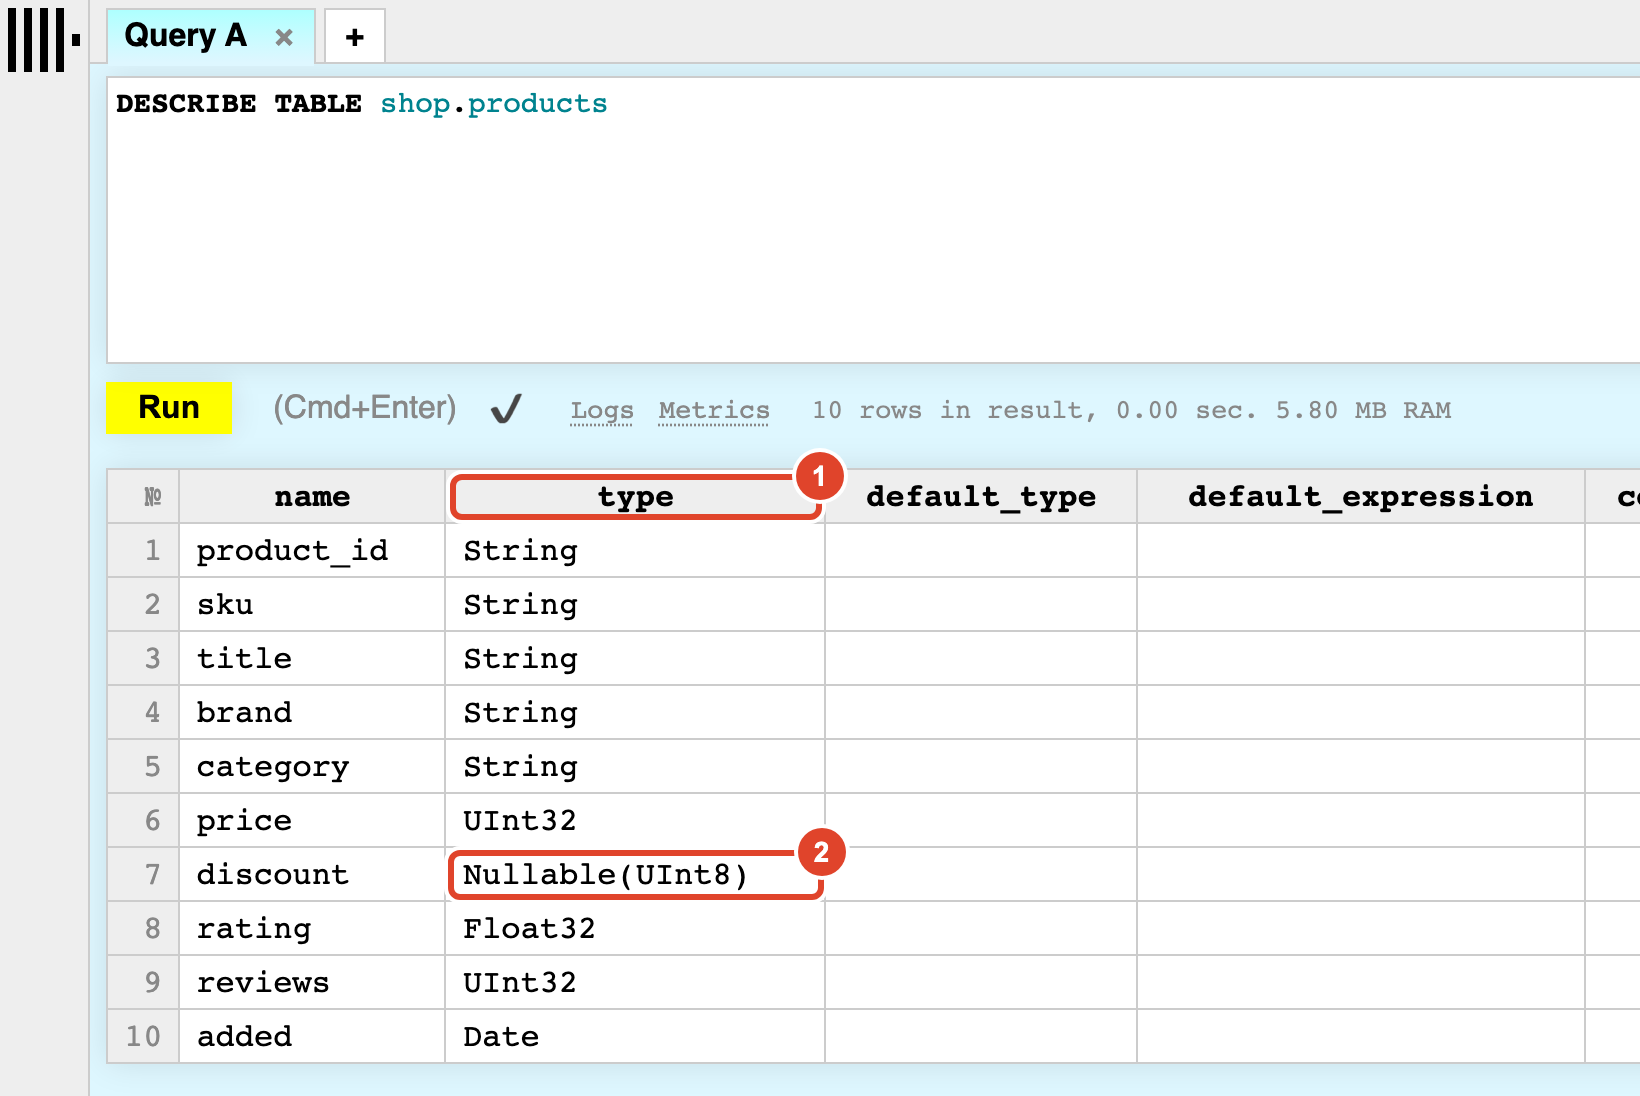 Query A × +
DESCRIBE TABLE shop.products
Run (Cmd+Enter) ✔ Logs Metrics 10 rows in result, 0.00 sec. 5.80 MB RAM
№ name type 1 default_type default_expression
1 product_id String
2 sku String
3 title String
4 brand String
5 category String
6 price UInt32
7 discount Nullable(UInt8) 2
8 rating Float32
9 reviews UInt32
10 added Date